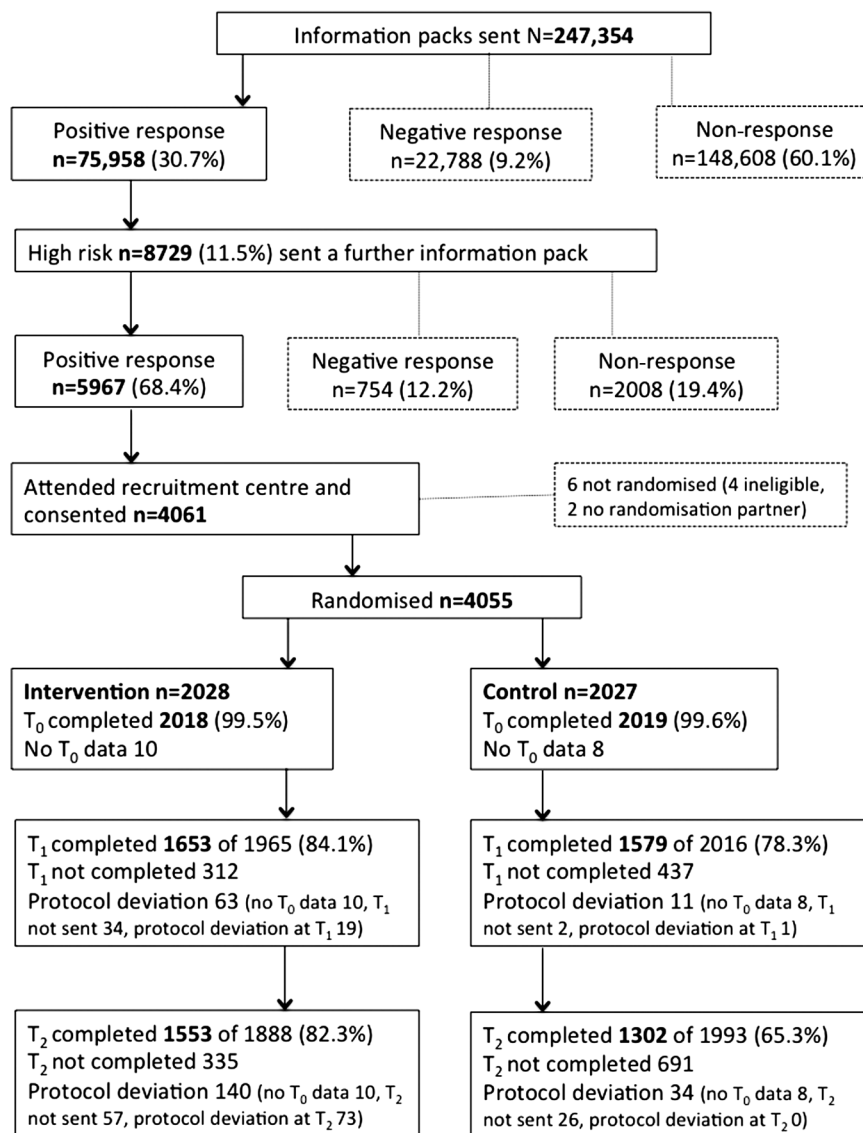 Information packs sent N=247,354
Positive response
n=75,958 (30.7%)
Negative response
n=22,788 (9.2%)
Non-response
n=148,608 (60.1%)
High risk n=8729 (11.5%) sent a further information pack
Positive response
n=5967 (68.4%)
Negative response
n=754 (12.2%)
Non-response
n=2008 (19.4%)
Attended recruitment centre and
consented n=4061
6 not randomised (4 ineligible,
2 no randomisation partner)
Randomised n=4055
Intervention n=2028
T0 completed 2018 (99.5%)
No T0 data 10
Control n=2027
T0 completed 2019 (99.6%)
No T0 data 8
T1 completed 1653 of 1965 (84.1%)
T1 not completed 312
Protocol deviation 63 (no T0 data 10, T1
not sent 34, protocol deviation at T1 19)
T1 completed 1579 of 2016 (78.3%)
T1 not completed 437
Protocol deviation 11 (no T0 data 8, T1
not sent 2, protocol deviation at T1 1)
T2 completed 1553 of 1888 (82.3%)
T2 not completed 335
Protocol deviation 140 (no T0 data 10, T2
not sent 57, protocol deviation at T2 73)
T2 completed 1302 of 1993 (65.3%)
T2 not completed 691
Protocol deviation 34 (no T0 data 8, T2
not sent 26, protocol deviation at T2 0)